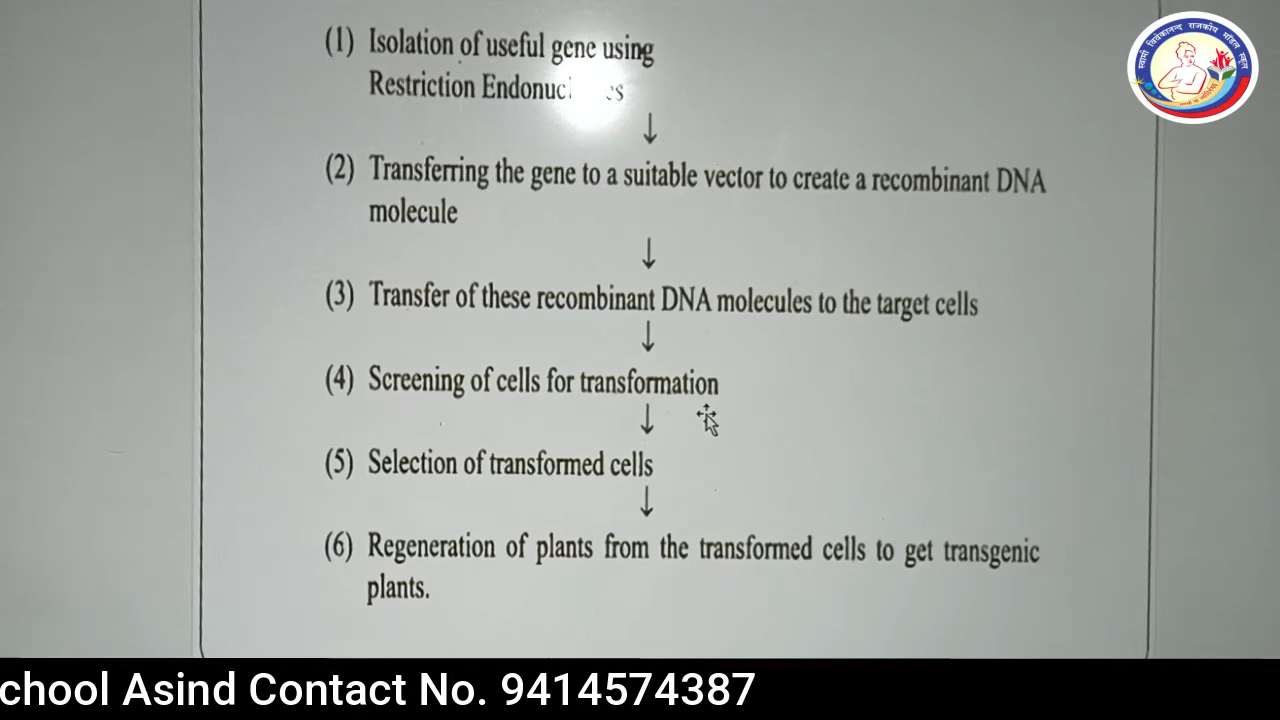 (1) Isolation of useful gene using
Restriction
↓
(2) Transferring the gene to a suitable vector to create a recombinant DNA
molecule
↓
(3) Transfer of these recombinant DNA molecules to the target cells
↓
(4) Screening of cells for transformation
↓
(5) Selection of transformed cells
↓
(6) Regeneration of plants from the transformed cells to get transgenic
plants.
स्वामी विवेकानन्द राजकीय मॉडल स्कूल
chool Asind Contact No. 9414574387